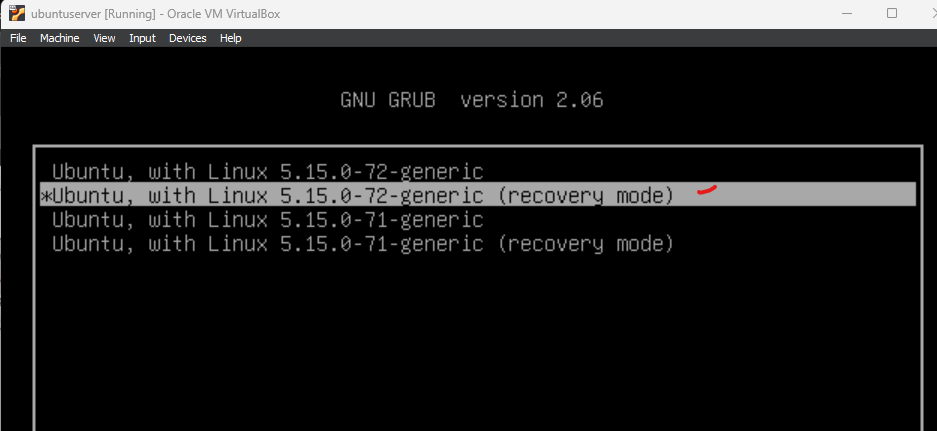 ubuntuserver [Running] - Oracle VM VirtualBox
File Machine View Input Devices Help
GNU GRUB version 2.06
Ubuntu, with Linux 5.15.0-72-generic
*Ubuntu, with Linux 5.15.0-72-generic (recovery mode)
Ubuntu, with Linux 5.15.0-71-generic
Ubuntu, with Linux 5.15.0-71-generic (recovery mode)